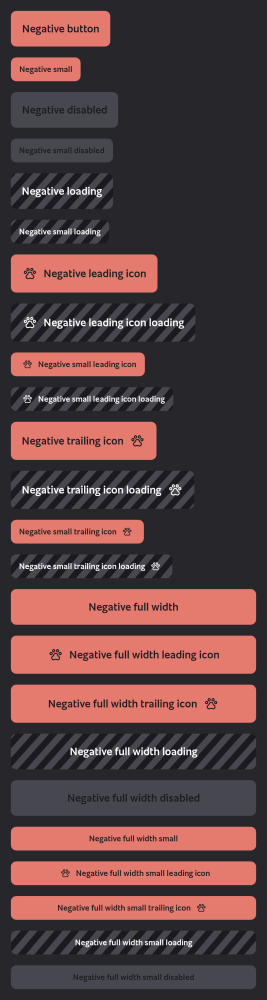 Negative button
Negative small
Negative disabled
Negative small disabled
Negative loading
Negative small loading
Negative leading icon
Negative leading icon loading
Negative small leading icon
Negative small leading icon loading
Negative trailing icon
Negative trailing icon loading
Negative small trailing icon
Negative small trailing icon loading
Negative full width
Negative full width leading icon
Negative full width trailing icon
Negative full width loading
Negative full width disabled
Negative full width small
Negative full width small leading icon
Negative full width small trailing icon
Negative full width small loading
Negative full width small disabled